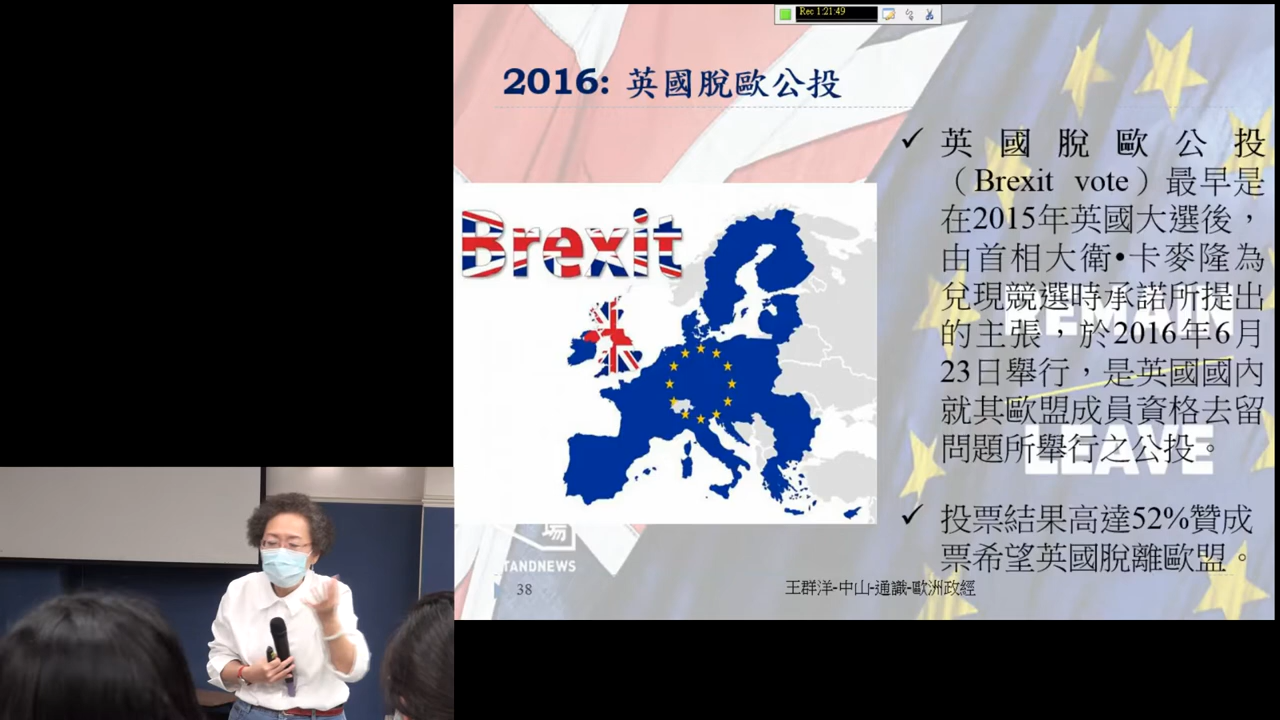 Rec 1:21:49
2016: 英國脫歐公投
✓ 英國脫歐公投
（Brexit vote）最早是
在2015年英國大選後，
由首相大衛•卡麥隆為
兌現競選時承諾所提出
的主張，於2016年6月
23日舉行，是英國國內
就其歐盟成員資格去留
問題所舉行之公投。
✓ 投票結果高達52%贊成
票希望英國脫離歐盟。
Brexit
REMAIN
LEAVE
場
STANDNEWS
38
王群洋-中山-通識-歐洲政經